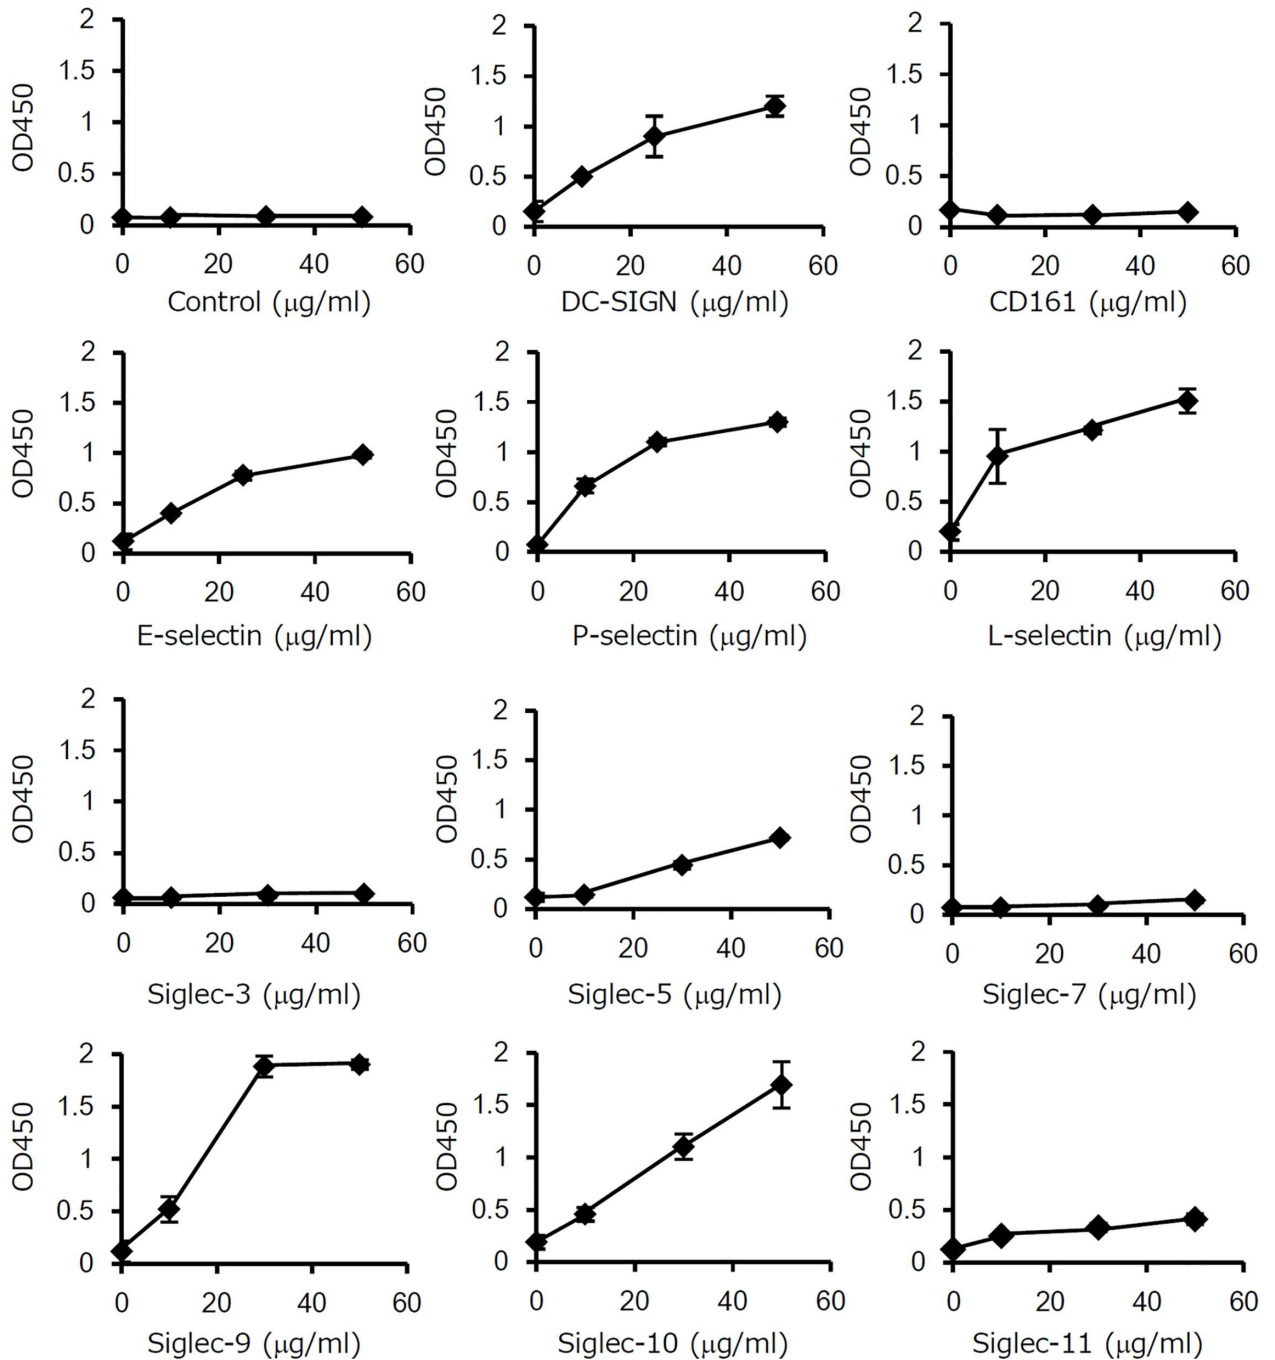 2 2 2
1.5 1.5 1.5
OD450 OD450 OD450
1 1 1
0.5 0.5 0.5
0 0 0
0 20 40 60 0 20 40 60 0 20 40 60
Control (μg/ml) DC-SIGN (μg/ml) CD161 (μg/ml)
2 2 2
1.5 1.5 1.5
OD450 OD450 OD450
1 1 1
0.5 0.5 0.5
0 0 0
0 20 40 60 0 20 40 60 0 20 40 60
E-selectin (μg/ml) P-selectin (μg/ml) L-selectin (μg/ml)
2 2 2
1.5 1.5 1.5
OD450 OD450 OD450
1 1 1
0.5 0.5 0.5
0 0 0
0 20 40 60 0 20 40 60 0 20 40 60
Siglec-3 (μg/ml) Siglec-5 (μg/ml) Siglec-7 (μg/ml)
2 2 2
1.5 1.5 1.5
OD450 OD450 OD450
1 1 1
0.5 0.5 0.5
0 0 0
0 20 40 60 0 20 40 60 0 20 40 60
Siglec-9 (μg/ml) Siglec-10 (μg/ml) Siglec-11 (μg/ml)